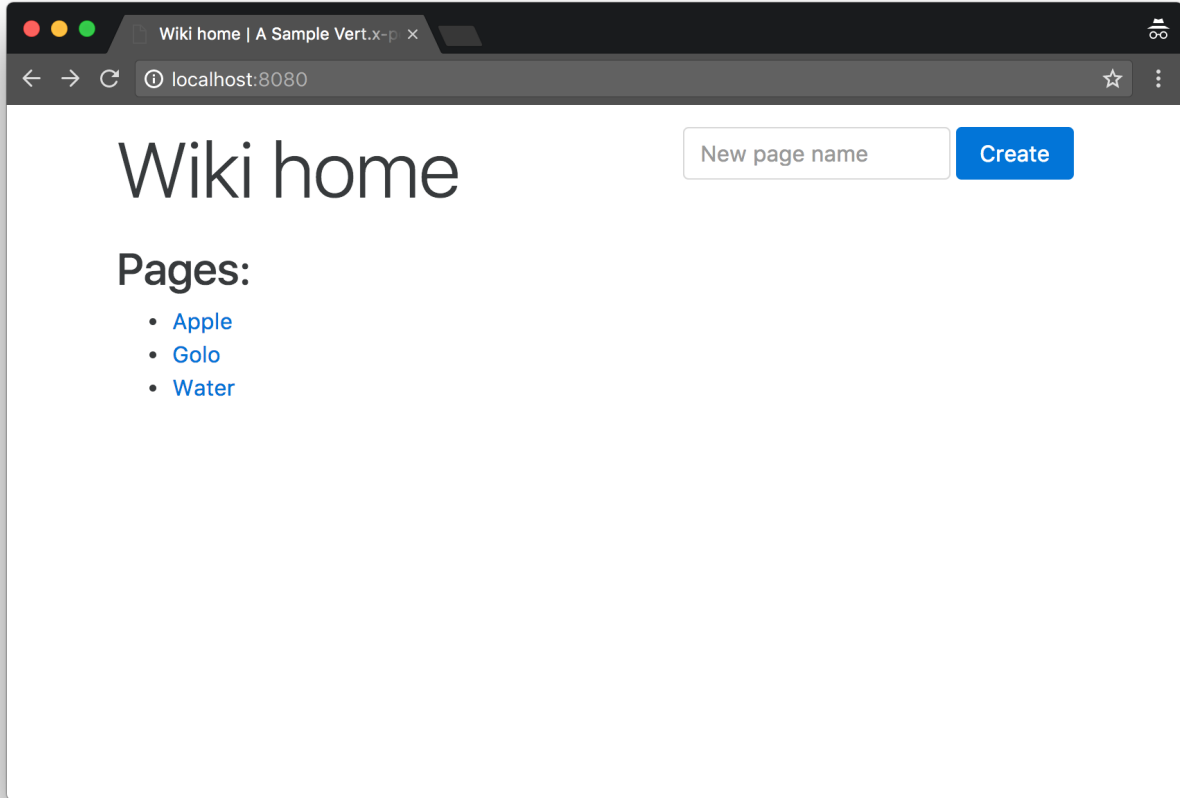 Wiki home | A Sample Vert.x-p
localhost:8080
Wiki home
New page name
Create
Pages:
• Apple
• Golo
• Water